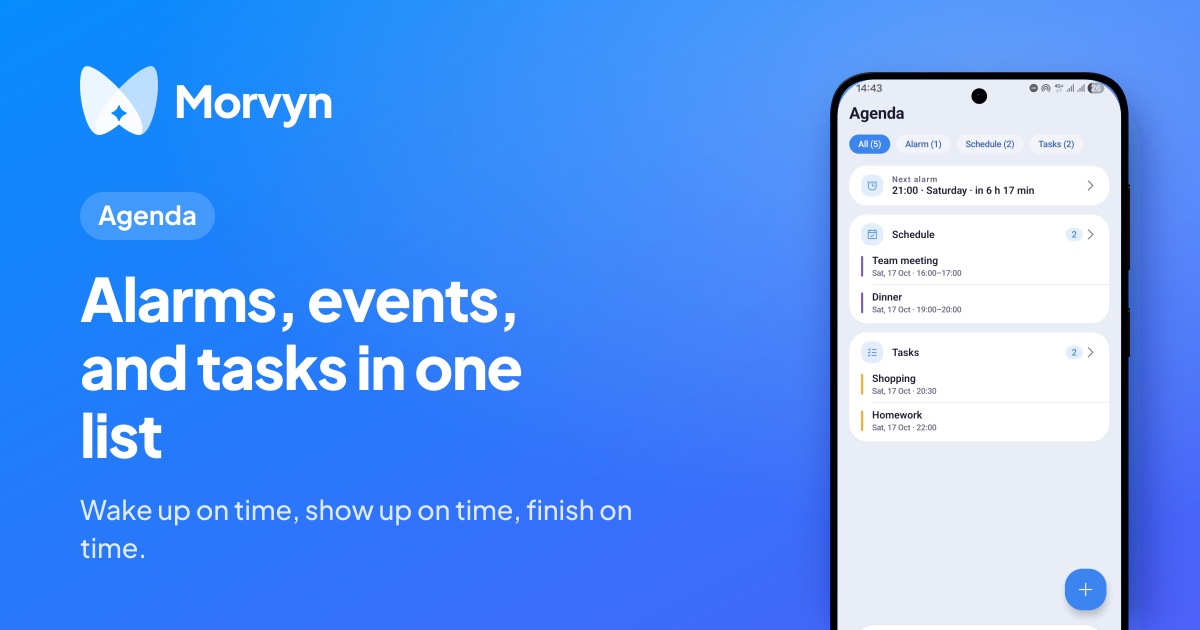 Morvyn
Agenda
Alarms, events,
and tasks in one
list
Wake up on time, show up on time, finish on
time.
14:43
26
Agenda
All (5)
Alarm (1)
Schedule (2)
Tasks (2)
Next alarm
21:00 · Saturday · in 6 h 17 min
Schedule
2
Team meeting
Sat, 17 Oct · 16:00–17:00
Dinner
Sat, 17 Oct · 19:00–20:00
Tasks
2
Shopping
Sat, 17 Oct · 20:30
Homework
Sat, 17 Oct · 22:00